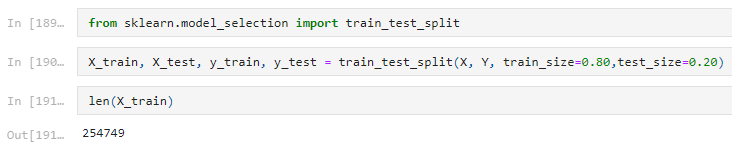 In [189… from sklearn.model_selection import train_test_split
In [190… X_train, X_test, y_train, y_test = train_test_split(X, Y, train_size=0.80,test_size=0.20)
In [191… len(X_train)
Out[191… 254749